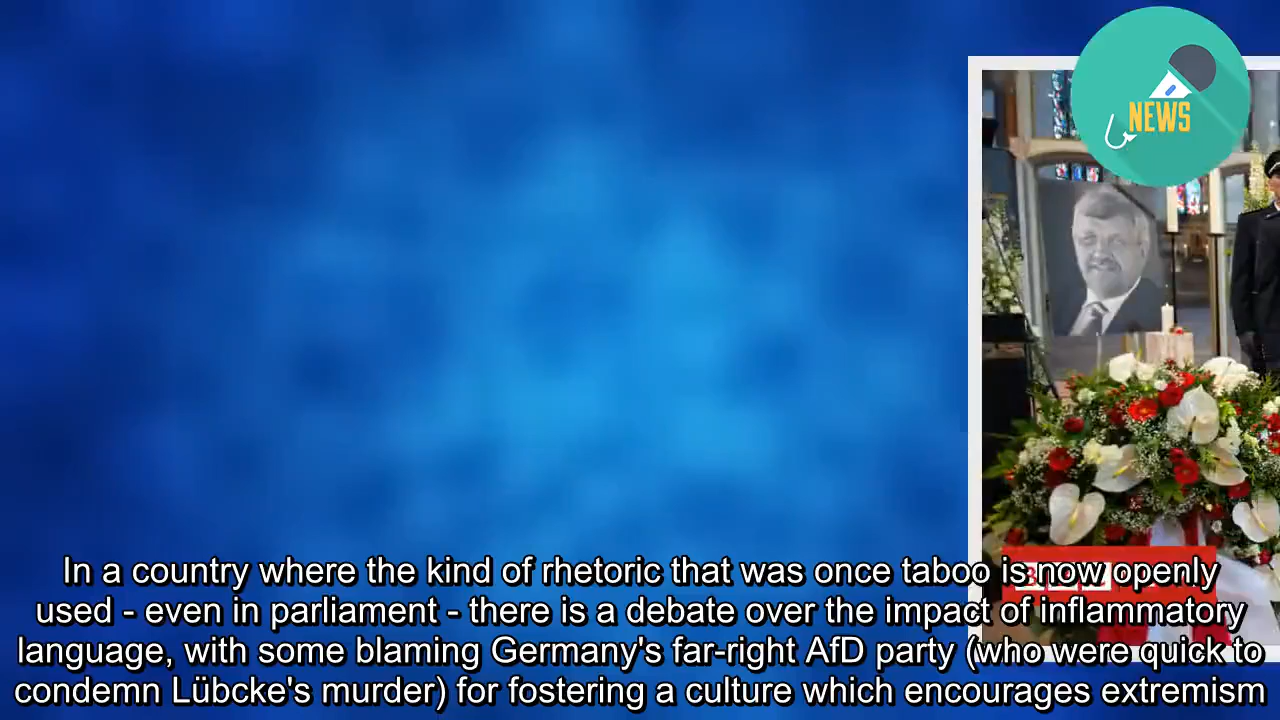 NEWS
In a country where the kind of rhetoric that was once taboo is now openly
used - even in parliament - there is a debate over the impact of inflammatory
language, with some blaming Germany's far-right AfD party (who were quick to
condemn Lübcke's murder) for fostering a culture which encourages extremism